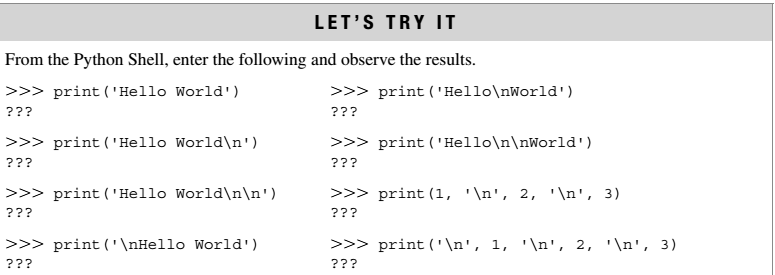 LET'S TRY IT
From the Python Shell, enter the following and observe the results.
>>> print('Hello World')
???
>>> print('Hello World\n')
???
>>> print('Hello World\n\n')
???
>>> print('\nHello World')
???
>>> print('Hello\nWorld')
???
>>> print('Hello\n\nWorld')
???
>>> print(1, '\n', 2, '\n', 3)
???
>>> print('\n', 1, '\n', 2, '\n', 3)
???